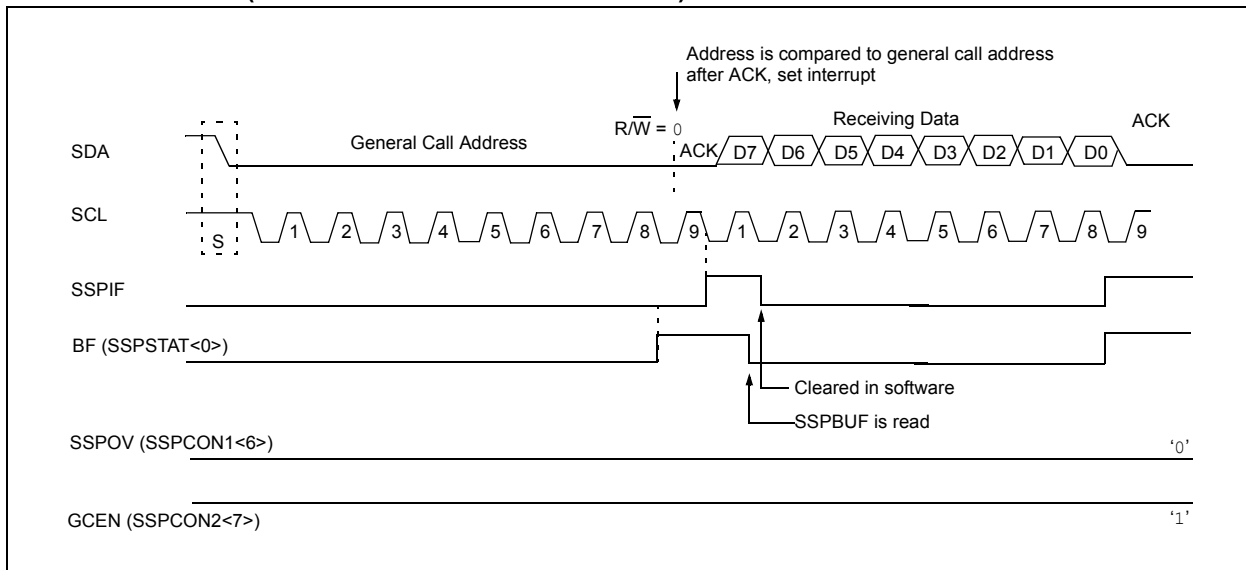 Address is compared to general call address
after ACK, set interrupt
R/W = 0
General Call Address
Receiving Data
ACK
SDA
ACK
D7 D6 D5 D4 D3 D2 D1 D0
SCL
S
1 2 3 4 5 6 7 8 9 1 2 3 4 5 6 7 8 9
SSPIF
BF (SSPSTAT<0>)
Cleared in software
SSPBUF is read
SSPOV (SSPCON1<6>)
‘0’
GCEN (SSPCON2<7>)
‘1’